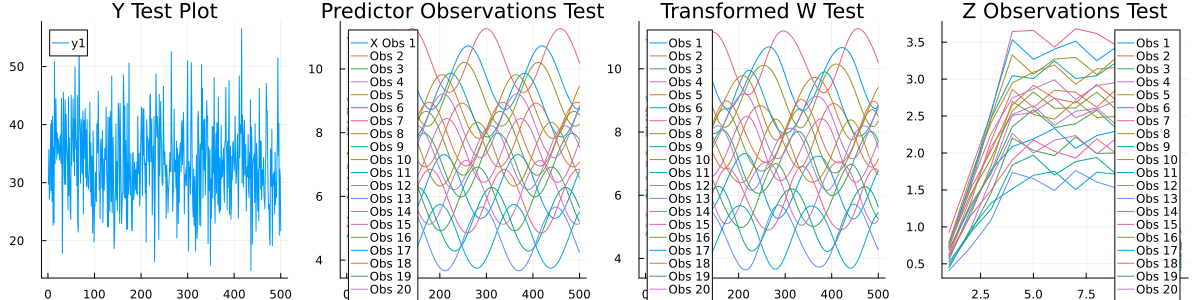 Y Test Plot
y1
50
40
30
20
0 100 200 300 400 500
Predictor Observations Test
X Obs 1
Obs 2
Obs 3
Obs 4
Obs 5
Obs 6
Obs 7
Obs 8
Obs 9
Obs 10
Obs 11
Obs 12
Obs 13
Obs 14
Obs 15
Obs 16
Obs 17
Obs 18
Obs 19
Obs 20
10
8
6
4
200 300 400 500
Transformed W Test
Obs 1
Obs 2
Obs 3
Obs 4
Obs 5
Obs 6
Obs 7
Obs 8
Obs 9
Obs 10
Obs 11
Obs 12
Obs 13
Obs 14
Obs 15
Obs 16
Obs 17
Obs 18
Obs 19
Obs 20
10
8
6
4
200 300 400 500
Z Observations Test
Obs 1
Obs 2
Obs 3
Obs 4
Obs 5
Obs 6
Obs 7
Obs 8
Obs 9
Obs 10
Obs 11
Obs 12
Obs 13
Obs 14
Obs 15
Obs 16
Obs 17
Obs 18
Obs 19
Obs 20
3.5
3.0
2.5
2.0
1.5
1.0
0.5
2.5 5.0 7.5